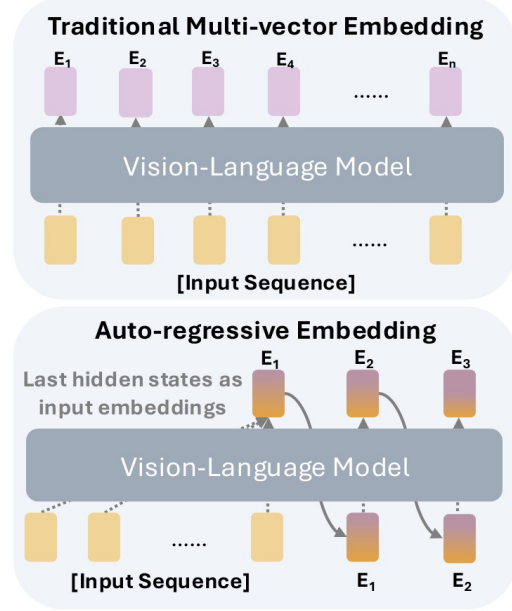 Traditional Multi-vector Embedding
E₁ E₂ E₃ E₄ Eₙ
......
Vision-Language Model
......
[Input Sequence]
Auto-regressive Embedding
E₁ E₂ E₃
Last hidden states as
input embeddings
Vision-Language Model
......
[Input Sequence] E₁ E₂